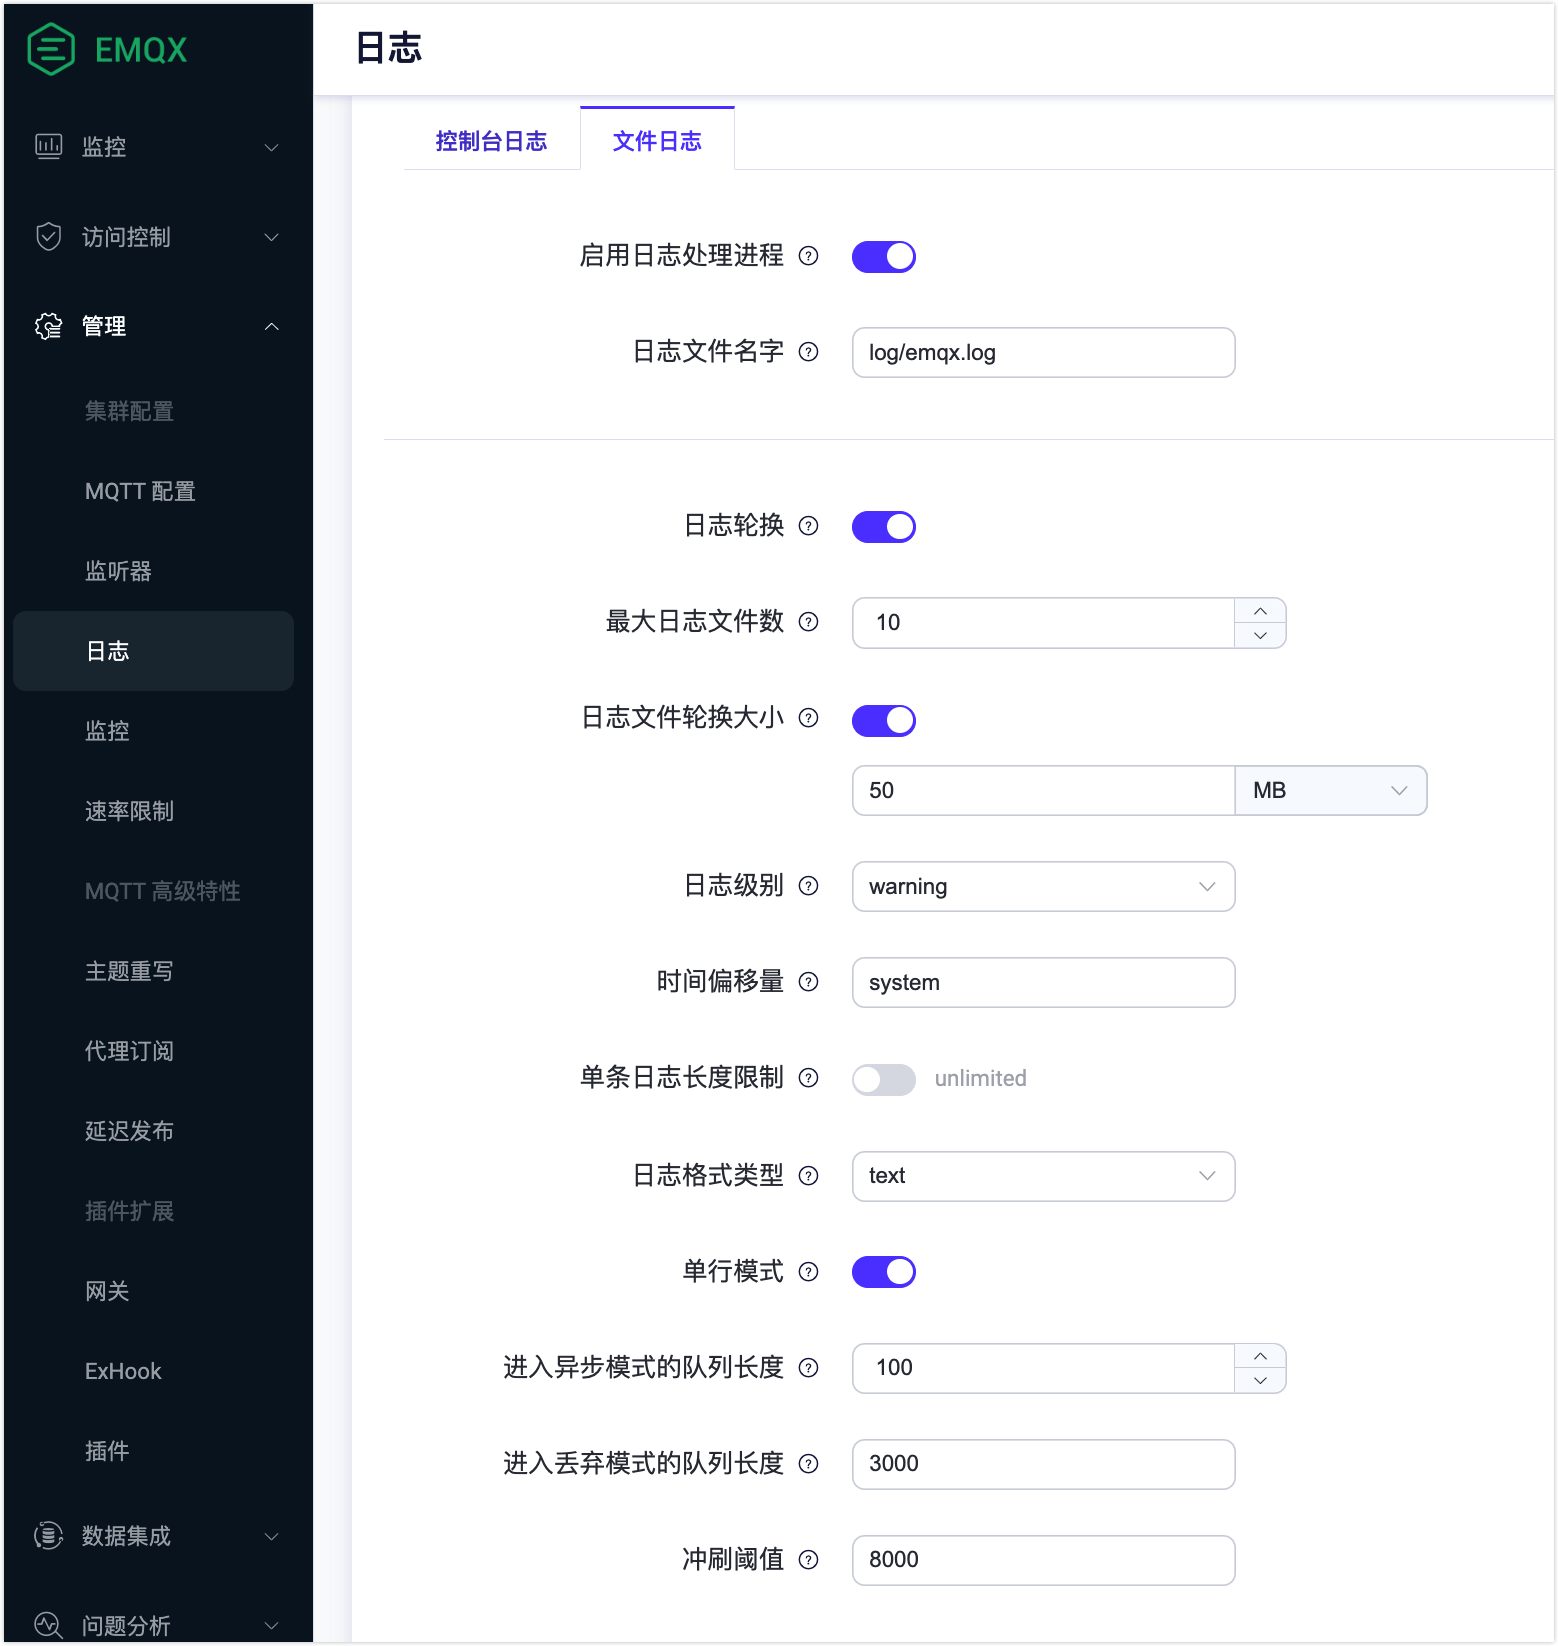 EMQX
监控
访问控制
管理
集群配置
MQTT 配置
监听器
日志
监控
速率限制
MQTT 高级特性
主题重写
代理订阅
延迟发布
插件扩展
网关
ExHook
插件
数据集成
问题分析
日志
控制台日志 文件日志
启用日志处理进程
日志文件名字 log/emqx.log
日志轮换
最大日志文件数 10
日志文件轮换大小
50 MB
日志级别 warning
时间偏移量 system
单条日志长度限制 unlimited
日志格式类型 text
单行模式
进入异步模式的队列长度 100
进入丢弃模式的队列长度 3000
冲刷阈值 8000